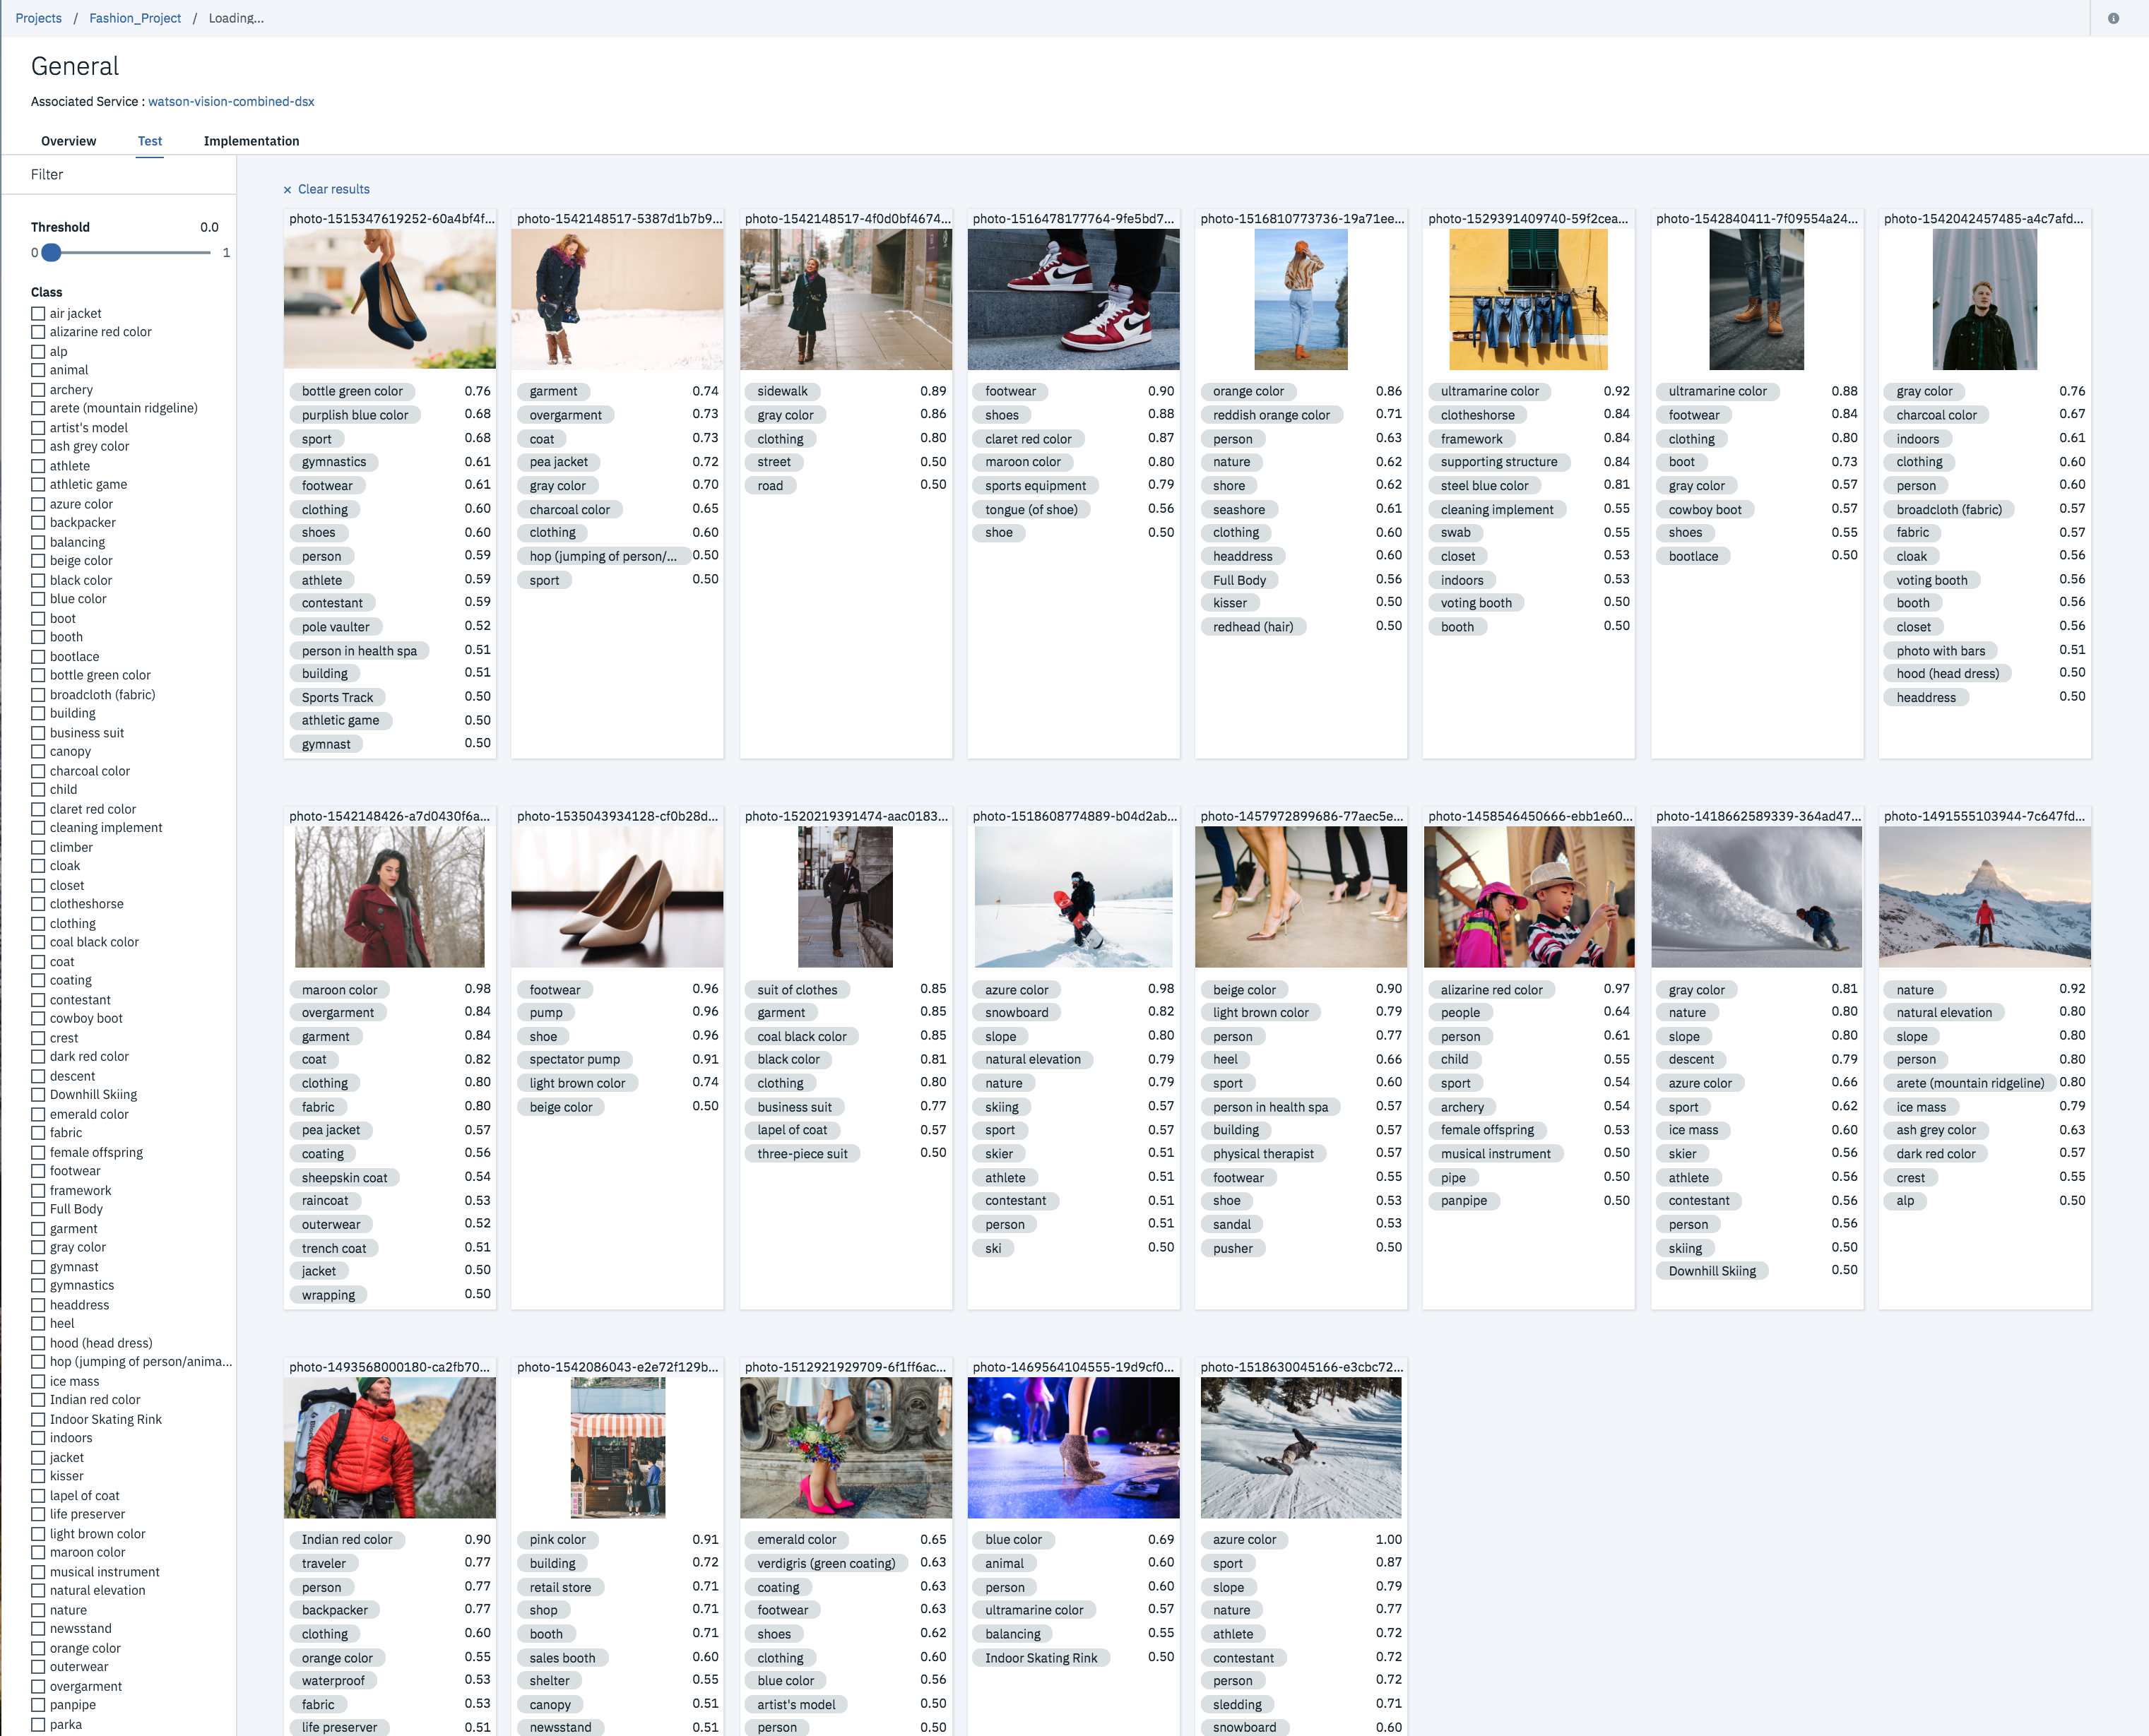 Projects / Fashion_Project / Loading...
General
Associated Service : watson-vision-combined-dsx
Overview Test Implementation
Filter
Threshold 0.0
0 1
Class
air jacket
alizarine red color
alp
animal
archery
arete (mountain ridgeline)
artist's model
ash grey color
athlete
athletic game
azure color
backpacker
balancing
beige color
black color
blue color
boot
booth
bootlace
bottle green color
broadcloth (fabric)
building
business suit
canopy
charcoal color
child
claret red color
cleaning implement
climber
cloak
closet
clotheshorse
clothing
coal black color
coat
coating
contestant
cowboy boot
crest
dark red color
descent
Downhill Skiing
emerald color
fabric
female offspring
footwear
framework
Full Body
garment
gray color
gymnast
gymnastics
headdress
heel
hood (head dress)
hop (jumping of person/anima...
ice mass
Indian red color
Indoor Skating Rink
indoors
jacket
kisser
lapel of coat
life preserver
light brown color
maroon color
musical instrument
natural elevation
nature
newsstand
orange color
outerwear
overgarment
panpipe
parka
× Clear results
photo-1515347619252-60a4bf4f...
bottle green color 0.76
purplish blue color 0.68
sport 0.68
gymnastics 0.61
footwear 0.61
clothing 0.60
shoes 0.60
person 0.59
athlete 0.59
contestant 0.59
pole vaulter 0.52
person in health spa 0.51
building 0.51
Sports Track 0.50
athletic game 0.50
gymnast 0.50
photo-1542148517-5387d1b7b9...
garment 0.74
overgarment 0.73
coat 0.73
pea jacket 0.72
gray color 0.70
charcoal color 0.65
clothing 0.60
hop (jumping of person/... 0.50
sport 0.50
photo-1542148517-4f0d0bf4674...
sidewalk 0.89
gray color 0.86
clothing 0.80
street 0.50
road 0.50
photo-1516478177764-9fe5bd7...
footwear 0.90
shoes 0.88
claret red color 0.87
maroon color 0.80
sports equipment 0.79
tongue (of shoe) 0.56
shoe 0.50
photo-1516810773736-19a71ee...
orange color 0.86
reddish orange color 0.71
person 0.63
nature 0.62
shore 0.62
seashore 0.61
clothing 0.60
headdress 0.60
Full Body 0.56
kisser 0.50
redhead (hair) 0.50
photo-1529391409740-59f2cea...
ultramarine color 0.92
clotheshorse 0.84
framework 0.84
supporting structure 0.84
steel blue color 0.81
cleaning implement 0.55
swab 0.55
closet 0.53
indoors 0.53
voting booth 0.50
booth 0.50
photo-1542840411-7f09554a24...
ultramarine color 0.88
footwear 0.84
clothing 0.80
boot 0.73
gray color 0.57
cowboy boot 0.57
shoes 0.55
bootlace 0.50
photo-1542042457485-a4c7afd...
gray color 0.76
charcoal color 0.67
indoors 0.61
clothing 0.60
person 0.60
broadcloth (fabric) 0.57
fabric 0.57
cloak 0.56
voting booth 0.56
booth 0.56
closet 0.56
photo with bars 0.51
hood (head dress) 0.50
headdress 0.50
photo-1542148426-a7d0430f6a...
maroon color 0.98
overgarment 0.84
garment 0.84
coat 0.82
clothing 0.80
fabric 0.80
pea jacket 0.57
coating 0.56
sheepskin coat 0.54
raincoat 0.53
outerwear 0.52
trench coat 0.51
jacket 0.50
wrapping 0.50
photo-1535043934128-cf0b28d...
footwear 0.96
pump 0.96
shoe 0.96
spectator pump 0.91
light brown color 0.74
beige color 0.50
photo-1520219391474-aac0183...
suit of clothes 0.85
garment 0.85
coal black color 0.85
black color 0.81
clothing 0.80
business suit 0.77
lapel of coat 0.57
three-piece suit 0.50
photo-1518608774889-b04d2ab...
azure color 0.98
snowboard 0.82
slope 0.80
natural elevation 0.79
nature 0.79
skiing 0.57
sport 0.57
skier 0.51
athlete 0.51
contestant 0.51
person 0.51
ski 0.50
photo-1457972899686-77aec5e...
beige color 0.90
light brown color 0.79
person 0.77
heel 0.66
sport 0.60
person in health spa 0.57
building 0.57
physical therapist 0.57
footwear 0.55
shoe 0.53
sandal 0.53
pusher 0.50
photo-1458546450666-ebb1e60...
alizarine red color 0.97
people 0.64
person 0.61
child 0.55
sport 0.54
archery 0.54
female offspring 0.53
musical instrument 0.50
pipe 0.50
panpipe 0.50
photo-1418662589339-364ad47...
gray color 0.81
nature 0.80
slope 0.80
descent 0.79
azure color 0.66
sport 0.62
ice mass 0.60
skier 0.56
athlete 0.56
contestant 0.56
person 0.56
skiing 0.50
Downhill Skiing 0.50
photo-1491555103944-7c647fd...
nature 0.92
natural elevation 0.80
slope 0.80
person 0.80
arete (mountain ridgeline) 0.80
ice mass 0.79
ash grey color 0.63
dark red color 0.57
crest 0.55
alp 0.50
photo-1493568000180-ca2fb70...
Indian red color 0.90
traveler 0.77
person 0.77
backpacker 0.77
clothing 0.60
orange color 0.55
waterproof 0.53
fabric 0.53
life preserver 0.51
photo-1542086043-e2e72f129b...
pink color 0.91
building 0.72
retail store 0.71
shop 0.71
booth 0.71
sales booth 0.60
shelter 0.55
canopy 0.51
newsstand 0.51
photo-1512921929709-6f1ff6ac...
emerald color 0.65
verdigris (green coating) 0.63
coating 0.63
footwear 0.63
shoes 0.62
clothing 0.60
blue color 0.56
artist's model 0.50
person 0.50
photo-1469564104555-19d9cf0...
blue color 0.69
animal 0.60
person 0.60
ultramarine color 0.57
balancing 0.55
Indoor Skating Rink 0.50
photo-1518630045166-e3cbc72...
azure color 1.00
sport 0.87
slope 0.79
nature 0.77
athlete 0.72
contestant 0.72
person 0.72
sledding 0.71
snowboard 0.60